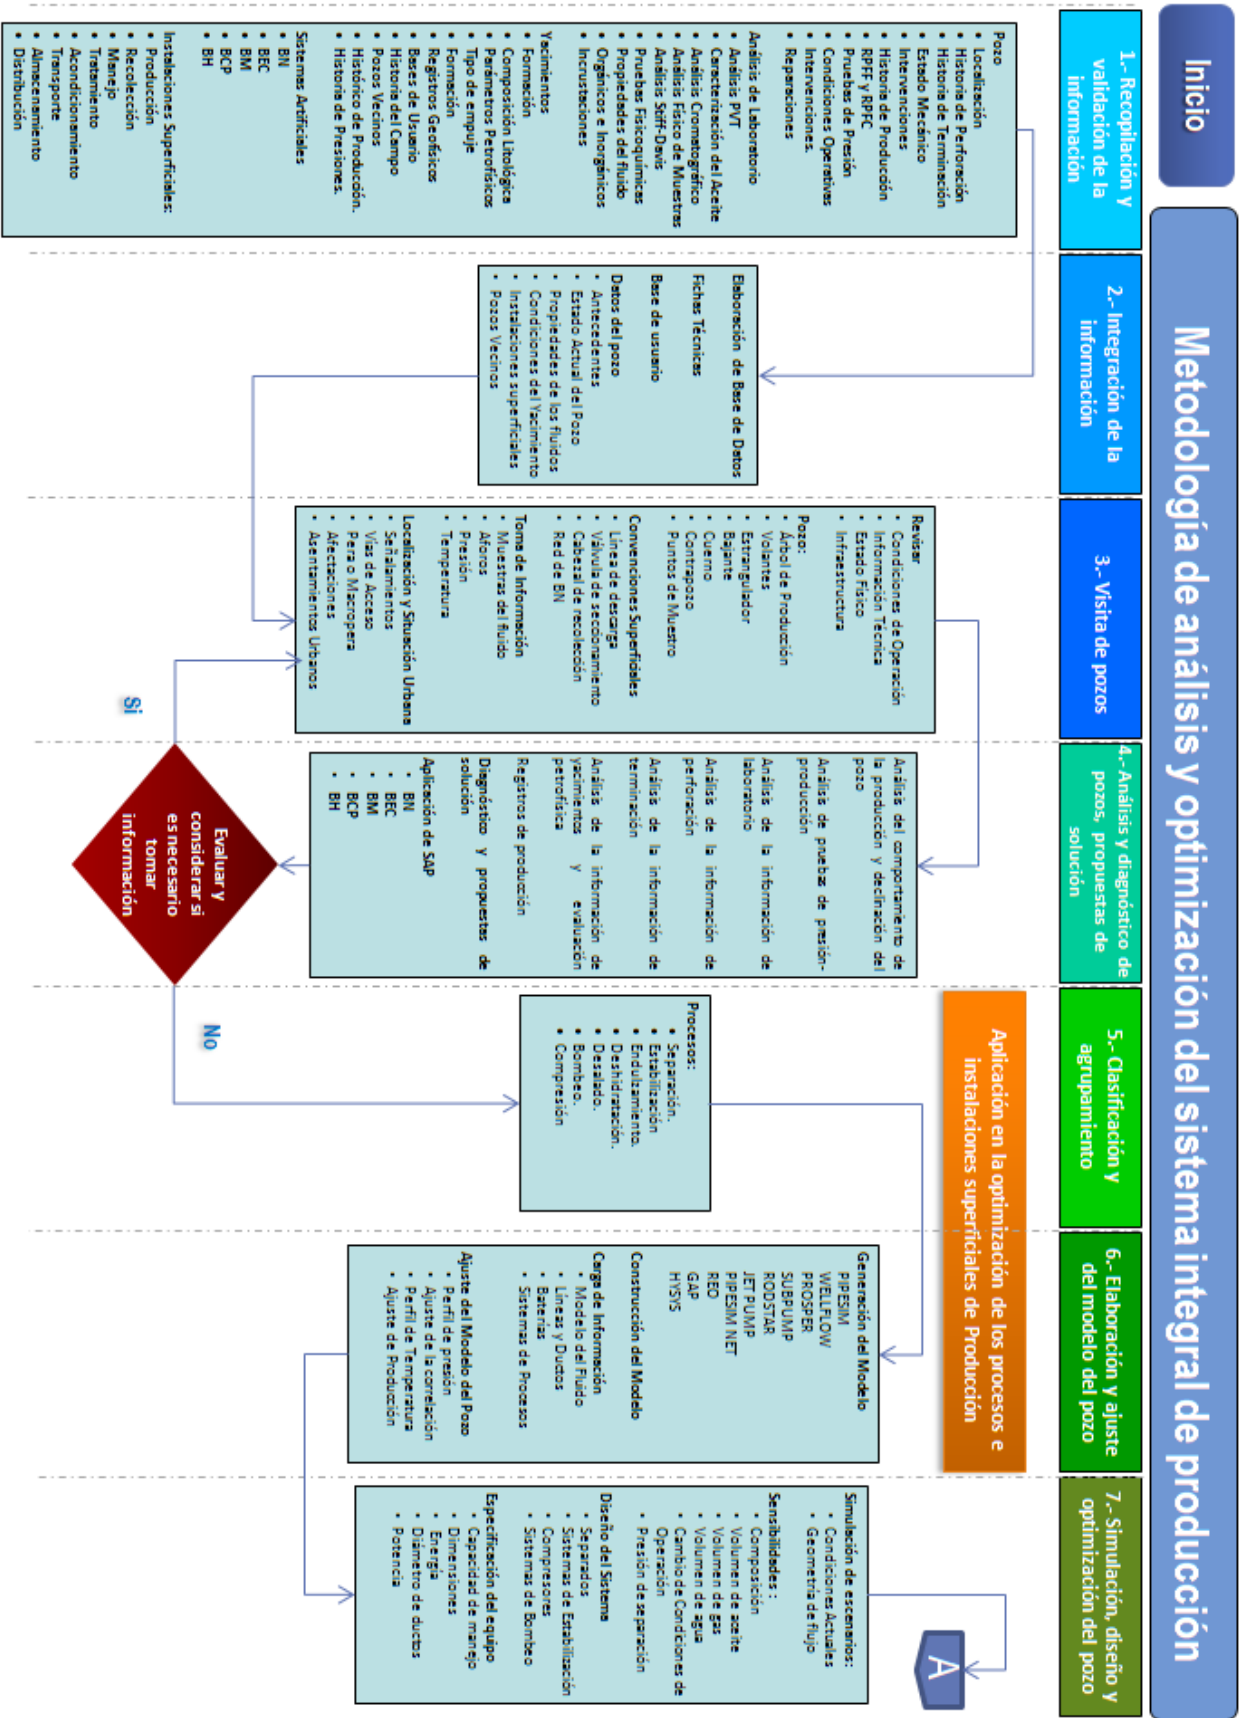 Inicio
Metodología de análisis y optimización del sistema integral de producción
1.- Recopilación y
validación de la
información
2.- Integración de la
información
3.- Visita de pozos
4.- Análisis y diagnóstico de
pozos, propuestas de
solución
5.- Clasificación y
agrupamiento
6.- Elaboración y ajuste
del modelo del pozo
7.- Simulación, diseño y
optimización del pozo
Pozo
• Localización
• Historia de Perforación
• Historia de Terminación
• Estado Mecánico
• Intervenciones
• RPFF y RPFC
• Historia de Producción
• Pruebas de Presión
• Condiciones Operativas
• Intervenciones.
• Reparaciones
Análisis de Laboratorio
• Análisis PVT
• Caracterización del Aceite
• Análisis Cromatográfico
• Análisis Físico de Muestras
• Análisis Stiff-Davis
• Pruebas Fisicoquímicas
• Propiedades del fluido
• Orgánicos e Inorgánicos
• Incrustaciones
Yacimientos
• Formación
• Composición Litológica
• Parámetros Petrofísicos
• Tipo de empuje
• Formación
• Registros Geofísicos
• Bases de Usuario
• Historia del Campo
• Pozos Vecinos
• Histórico de Producción.
• Historia de Presiones.
Sistemas Artificiales
• BN
• BEC
• BM
• BCP
• BH
Instalaciones Superficiales:
• Producción
• Recolección
• Manejo
• Tratamiento
• Acondicionamiento
• Transporte
• Almacenamiento
• Distribución
Elaboración de Base de Datos
Fichas Técnicas
Base de usuario
Datos del pozo
• Antecedentes
• Estado Actual del Pozo
• Propiedades de los fluidos
• Condiciones del Yacimiento
• Instalaciones superficiales
• Pozos Vecinos
Revisar
• Condiciones de Operación
• Información Técnica
• Estado Físico
• Infraestructura
Pozo:
• Árbol de Producción
• Volantes
• Estrangulador
• Bajante
• Cuerno
• Contrapozo
• Puntos de Muestro
Convenciones Superficiales
• Línea de descarga
• Válvula de seccionamiento
• Cabezal de recolección
• Red de BN
Toma de Información
• Muestras del fluido
• Aforos
• Presión
• Temperatura
Localización y Situación Urbana
• Señalamientos
• Vías de Acceso
• Pera o Macropera
• Afectaciones
• Asentamientos Urbanos
Análisis del comportamiento de
la producción y declinación del
pozo
Análisis de pruebas de presión-
producción
Análisis de la información de
laboratorio
Análisis de la información de
perforación
Análisis de la información de
terminación
Análisis de la información de
yacimientos y evaluación
petrofísica
Registros de producción
Diagnóstico y propuestas de
solución
Aplicación de SAP
• BN
• BEC
• BM
• BCP
• BH
Evaluar y
considerar si
es necesario
tomar
información
Si
No
Aplicación en la optimización de los procesos e
instalaciones superficiales de Producción
Procesos:
• Separación.
• Estabilización
• Endulzamiento.
• Deshidratación.
• Desalado.
• Bombeo.
• Compresión
Generación del Modelo
PIPESIM
WELLFLOW
PROSPER
SUBPUMP
RODSTAR
JET PUMP
PIPESIM NET
REO
GAP
HYSYS
Construcción del Modelo
Carga de Información
• Modelo del Fluido
• Líneas y Ductos
• Baterías
• Sistemas de Procesos
Ajuste del Modelo del Pozo
• Perfil de presión
• Ajuste de la correlación
• Perfil de Temperatura
• Ajuste de Producción
Simulación de escenarios:
• Condiciones Actuales
• Geometría de flujo
Sensibilidades :
• Composición
• Volumen de aceite
• Volumen de gas
• Volumen de agua
• Cambio de Condiciones de
Operación
• Presión de separación
Diseño del Sistema
• Separados
• Sistemas de Estabilización
• Compresores
• Sistemas de Bombeo
Especificación del equipo
• Capacidad de manejo
• Dimensiones
• Energía
• Diámetro de ductos
• Potencia
A